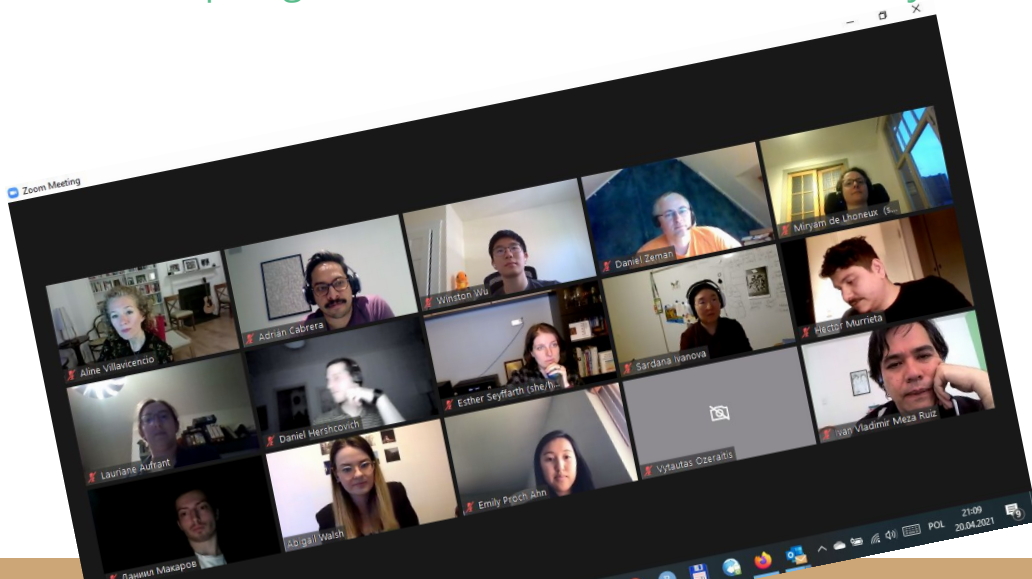 Zoom Meeting
Aline Villavicencio
Adrian Cabrera
Winston Wu
Daniel Zeman
Miryam de Lhoneux (s...
Lauriane Aufrant
Daniel Hershcovich
Esther Seyffarth (she/h...
Sardana Ivanova
Hector Murrieta
Даниил Макаров
Abigail Walsh
Emily Proch Ahn
Vytautas Ozeraitis
Ivan Vladimir Meza Ruiz
POL
21:09
20.04.2021
9